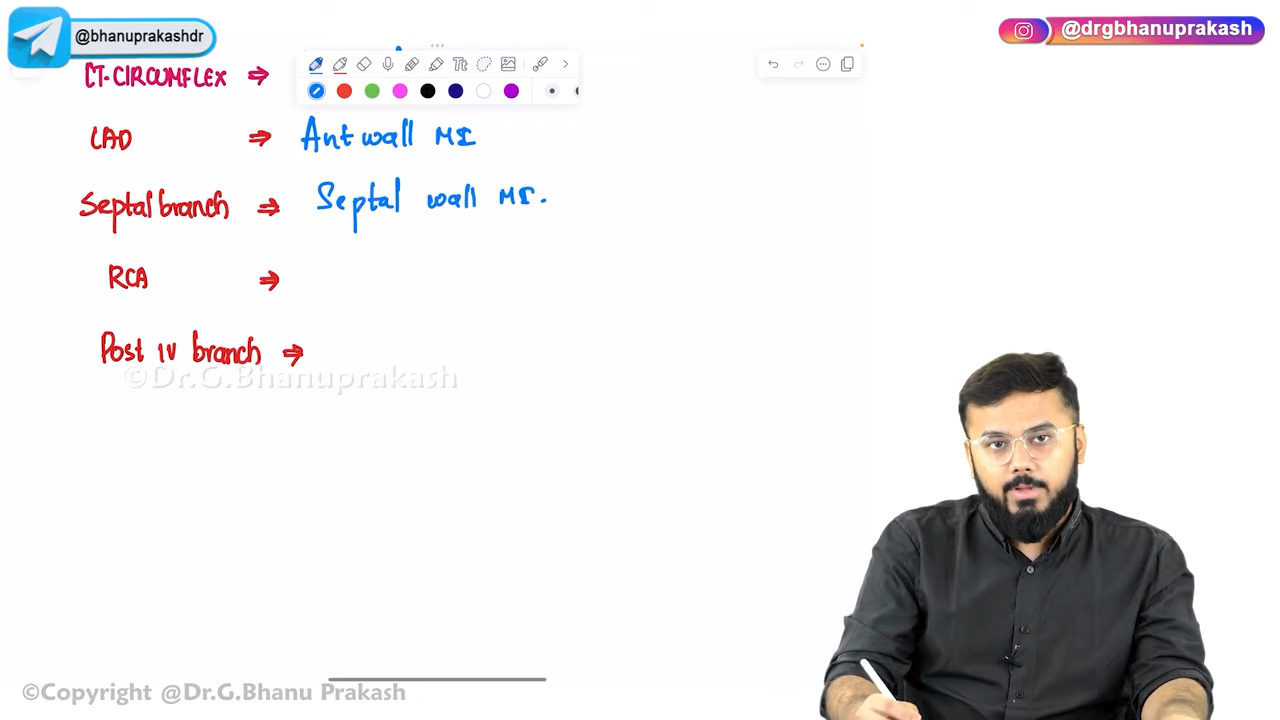 @bhanuprakashdr
@drgbhanuprakash
LT.CIRCUMFLEX ⇒
Tt
LAD ⇒ Ant wall MI
Septal branch ⇒ Septal wall MI.
RCA ⇒
Post IV branch ⇒
©Dr.G.Bhanuprakash
©Copyright @Dr.G.Bhanu Prakash